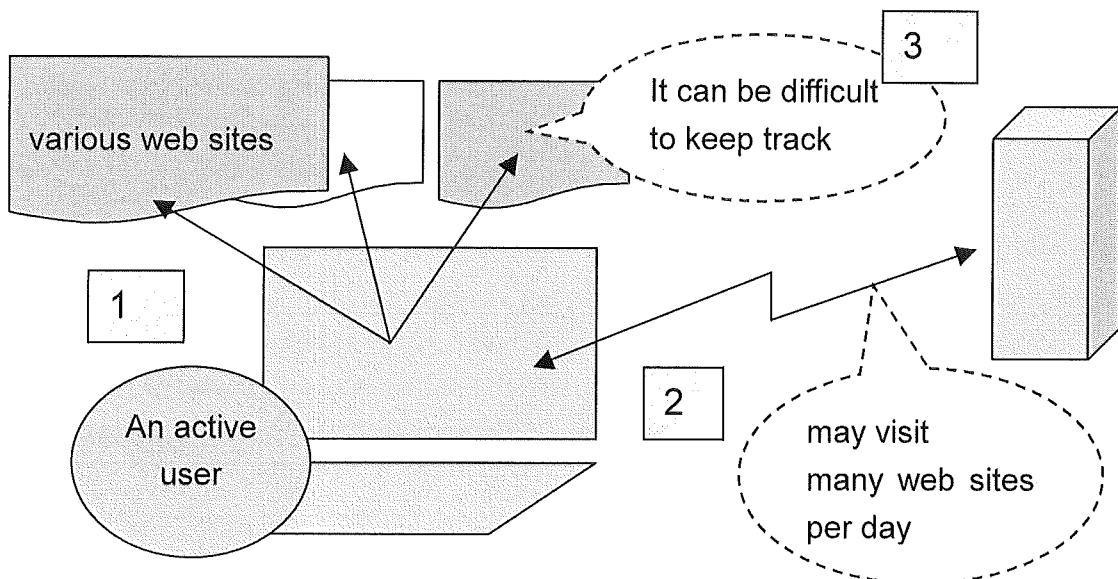 3
It can be difficult
to keep track
various web sites
1
2
An active
user
may visit
many web sites
per day